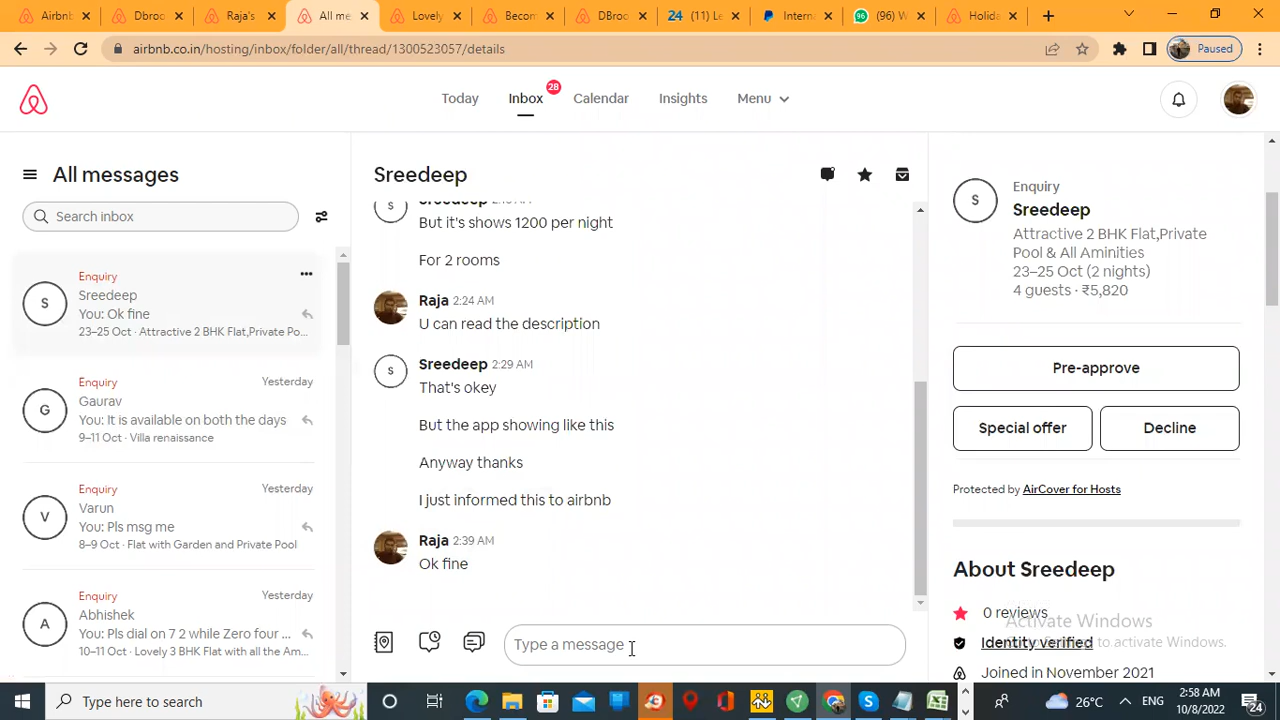 Airbnb
Dbroo
Raja's
All me
Lovely
Becom
DBroo
24 (11) L
Intern
96 (96) W
Holida
airbnb.co.in/hosting/inbox/folder/all/thread/1300523057/details
Paused
Today
Inbox
28
Calendar
Insights
Menu
All messages
Search inbox
Enquiry
S
Sreedeep
You: Ok fine
23–25 Oct · Attractive 2 BHK Flat,Private Po...
Enquiry
Yesterday
G
Gaurav
You: It is available on both the days
9–11 Oct · Villa renaissance
Enquiry
Yesterday
V
Varun
You: Pls msg me
8–9 Oct · Flat with Garden and Private Pool
Enquiry
Yesterday
A
Abhishek
You: Pls dial on 7 2 while Zero four ...
10–11 Oct · Lovely 3 BHK Flat with all the Am...
Sreedeep
S
Sreedeep
But it's shows 1200 per night
For 2 rooms
Raja 2:24 AM
U can read the description
S
Sreedeep 2:29 AM
That's okey
But the app showing like this
Anyway thanks
I just informed this to airbnb
Raja 2:39 AM
Ok fine
Type a message
Enquiry
S
Sreedeep
Attractive 2 BHK Flat,Private
Pool & All Aminities
23–25 Oct (2 nights)
4 guests · ₹5,820
Pre-approve
Special offer
Decline
Protected by AirCover for Hosts
About Sreedeep
0 reviews
Activate Windows
Identity verified
to activate Windows.
Joined in November 2021
Type here to search
26°C
ENG
2:58 AM
10/8/2022
24